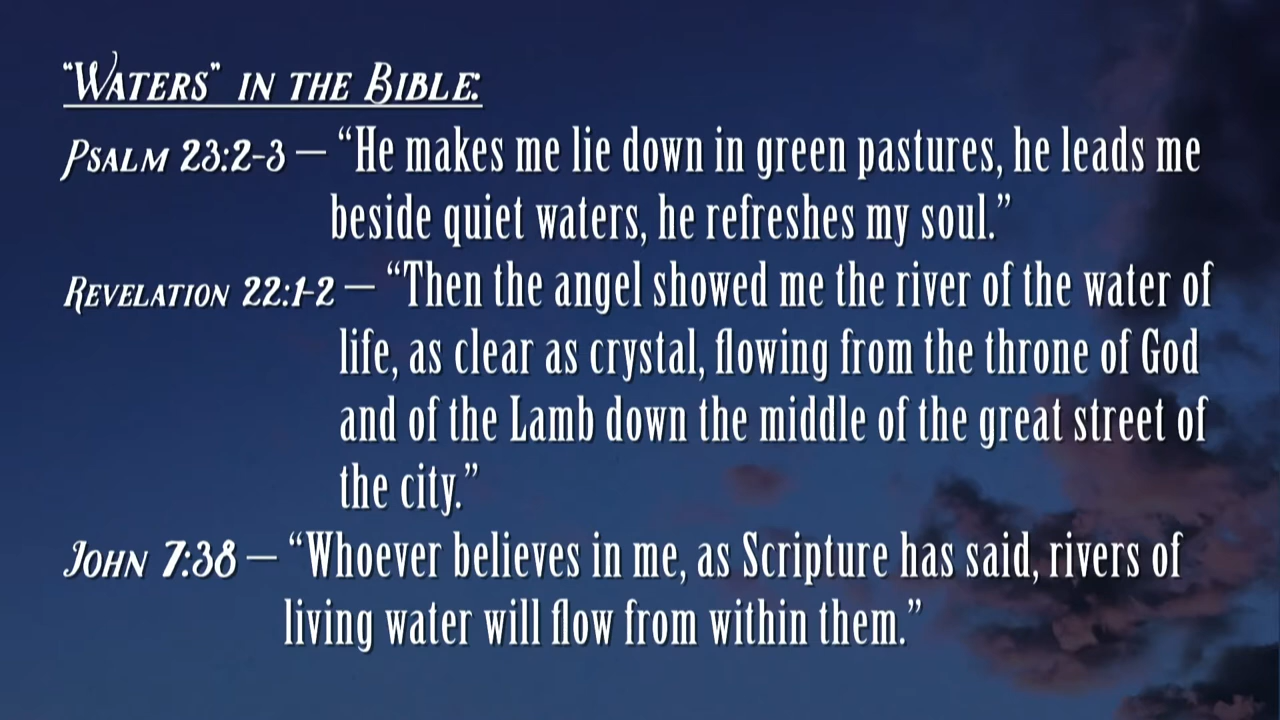 "Waters" in the Bible:
Psalm 23:2-3 – “He makes me lie down in green pastures, he leads me
beside quiet waters, he refreshes my soul.”
Revelation 22:1-2 – “Then the angel showed me the river of the water of
life, as clear as crystal, flowing from the throne of God
and of the Lamb down the middle of the great street of
the city.”
John 7:38 – “Whoever believes in me, as Scripture has said, rivers of
living water will flow from within them.”